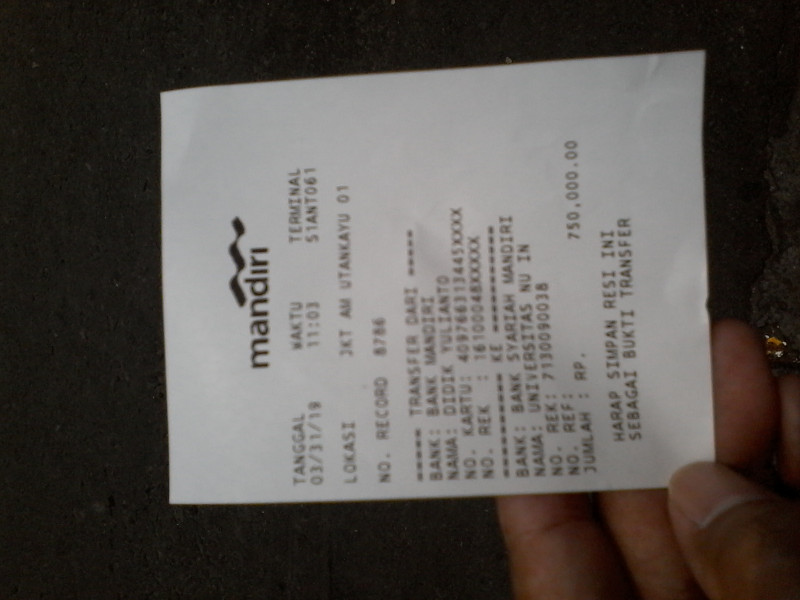 mandiri
TANGGAL WAKTU TERMINAL
03/31/19 11:03 S1ANT061
LOKASI JKT AM UTANKAYU 01
NO. RECORD 8786
===== TRANSFER DARI =====
BANK: BANK MANDIRI
NAMA: DIDIK YULIANTO
NO. KARTU: 409766313445XXXX
NO. REK : 16100048XXXXX
========== KE ==========
BANK: BANK SYARIAH MANDIRI
NAMA: UNIVERSITAS NU IN
NO. REK: 7130090038
NO. REF:
JUMLAH : RP. 750,000.00
HARAP SIMPAN RESI INI
SEBAGAI BUKTI TRANSFER